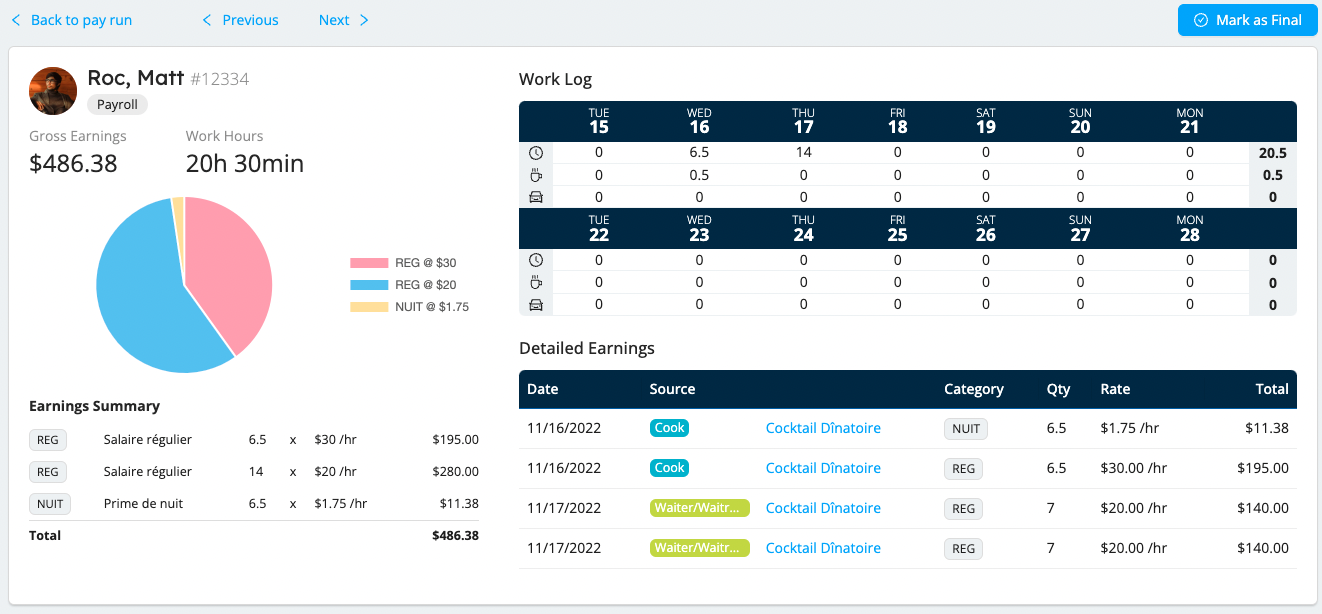 Back to pay run Previous Next Mark as Final
Roc, Matt #12334
Payroll
Gross Earnings Work Hours
$486.38 20h 30min
REG @ $30
REG @ $20
NUIT @ $1.75
Earnings Summary
REG Salaire régulier 6.5 x $30 /hr $195.00
REG Salaire régulier 14 x $20 /hr $280.00
NUIT Prime de nuit 6.5 x $1.75 /hr $11.38
Total $486.38
Work Log
TUE WED THU FRI SAT SUN MON
15 16 17 18 19 20 21
0 6.5 14 0 0 0 0 20.5
0 0.5 0 0 0 0 0 0.5
0 0 0 0 0 0 0 0
TUE WED THU FRI SAT SUN MON
22 23 24 25 26 27 28
0 0 0 0 0 0 0 0
0 0 0 0 0 0 0 0
0 0 0 0 0 0 0 0
Detailed Earnings
Date Source Category Qty Rate Total
11/16/2022 Cook Cocktail Dînatoire NUIT 6.5 $1.75 /hr $11.38
11/16/2022 Cook Cocktail Dînatoire REG 6.5 $30.00 /hr $195.00
11/17/2022 Waiter/Waitr... Cocktail Dînatoire REG 7 $20.00 /hr $140.00
11/17/2022 Waiter/Waitr... Cocktail Dînatoire REG 7 $20.00 /hr $140.00